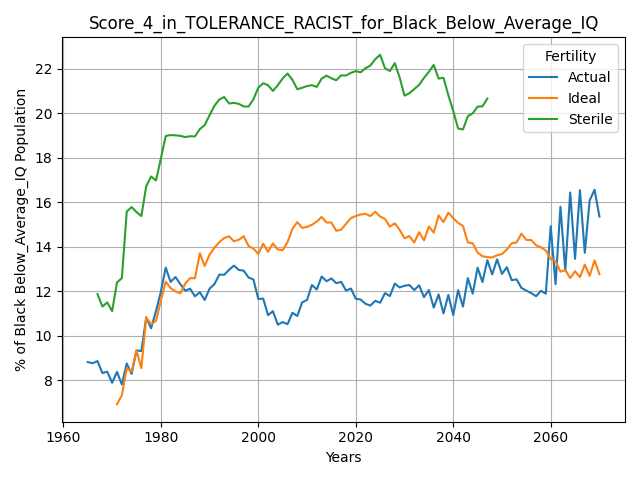 Score_4_in_TOLERANCE_RACIST_for_Black_Below_Average_IQ
% of Black Below_Average_IQ Population
22
20
18
16
14
12
10
8
Fertility
Actual
Ideal
Sterile
1960
1980
2000
2020
2040
2060
Years